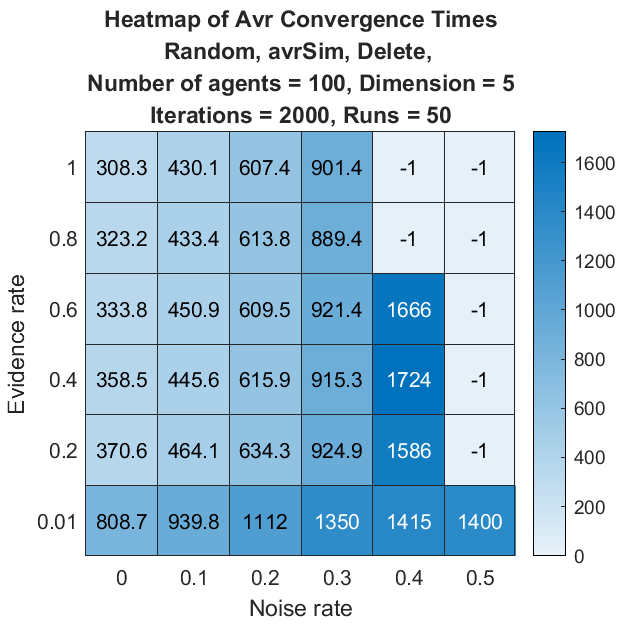 Heatmap of Avr Convergence Times
Random, avrSim, Delete,
Number of agents = 100, Dimension = 5
Iterations = 2000, Runs = 50
1 308.3 430.1 607.4 901.4 -1 -1
0.8 323.2 433.4 613.8 889.4 -1 -1
0.6 333.8 450.9 609.5 921.4 1666 -1
0.4 358.5 445.6 615.9 915.3 1724 -1
0.2 370.6 464.1 634.3 924.9 1586 -1
0.01 808.7 939.8 1112 1350 1415 1400
0 0.1 0.2 0.3 0.4 0.5
Noise rate
Evidence rate
1600
1400
1200
1000
800
600
400
200
0